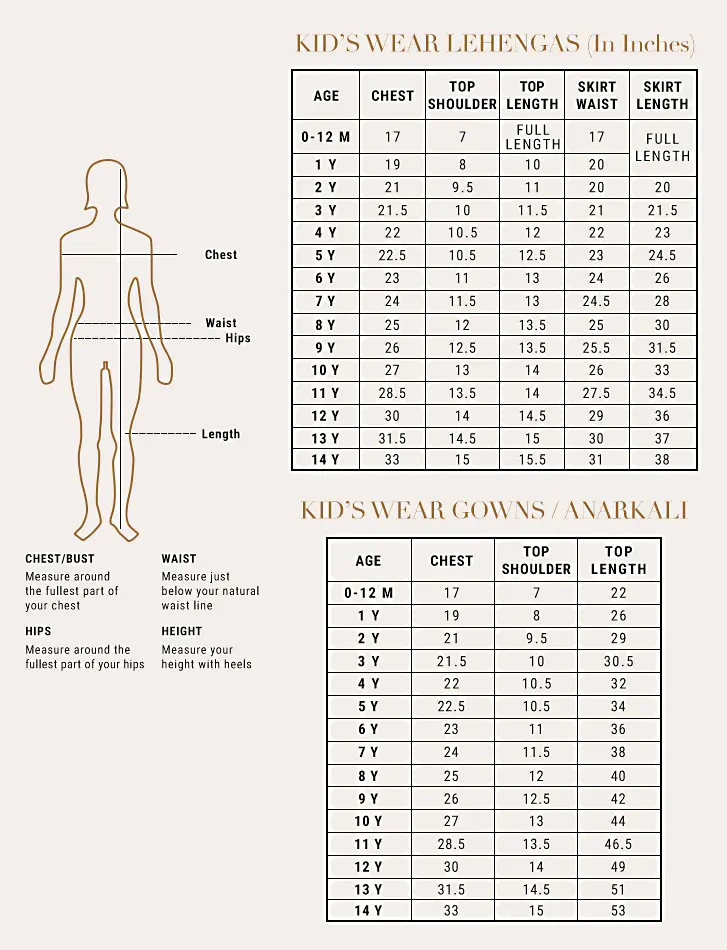 KID'S WEAR LEHENGAS (In Inches)
AGE CHEST TOP SHOULDER TOP LENGTH SKIRT WAIST SKIRT LENGTH
0-12 M 17 7 FULL LENGTH 17 FULL LENGTH
1 Y 19 8 10 20
2 Y 21 9.5 11 20 20
3 Y 21.5 10 11.5 21 21.5
4 Y 22 10.5 12 22 23
5 Y 22.5 10.5 12.5 23 24.5
6 Y 23 11 13 24 26
7 Y 24 11.5 13 24.5 28
8 Y 25 12 13.5 25 30
9 Y 26 12.5 13.5 25.5 31.5
10 Y 27 13 14 26 33
11 Y 28.5 13.5 14 27.5 34.5
12 Y 30 14 14.5 29 36
13 Y 31.5 14.5 15 30 37
14 Y 33 15 15.5 31 38
Chest
Waist
Hips
Length
CHEST/BUST
Measure around
the fullest part of
your chest
WAIST
Measure just
below your natural
waist line
HIPS
Measure around the
fullest part of your hips
HEIGHT
Measure your
height with heels
KID'S WEAR GOWNS / ANARKALI
AGE CHEST TOP SHOULDER TOP LENGTH
0-12 M 17 7 22
1 Y 19 8 26
2 Y 21 9.5 29
3 Y 21.5 10 30.5
4 Y 22 10.5 32
5 Y 22.5 10.5 34
6 Y 23 11 36
7 Y 24 11.5 38
8 Y 25 12 40
9 Y 26 12.5 42
10 Y 27 13 44
11 Y 28.5 13.5 46.5
12 Y 30 14 49
13 Y 31.5 14.5 51
14 Y 33 15 53